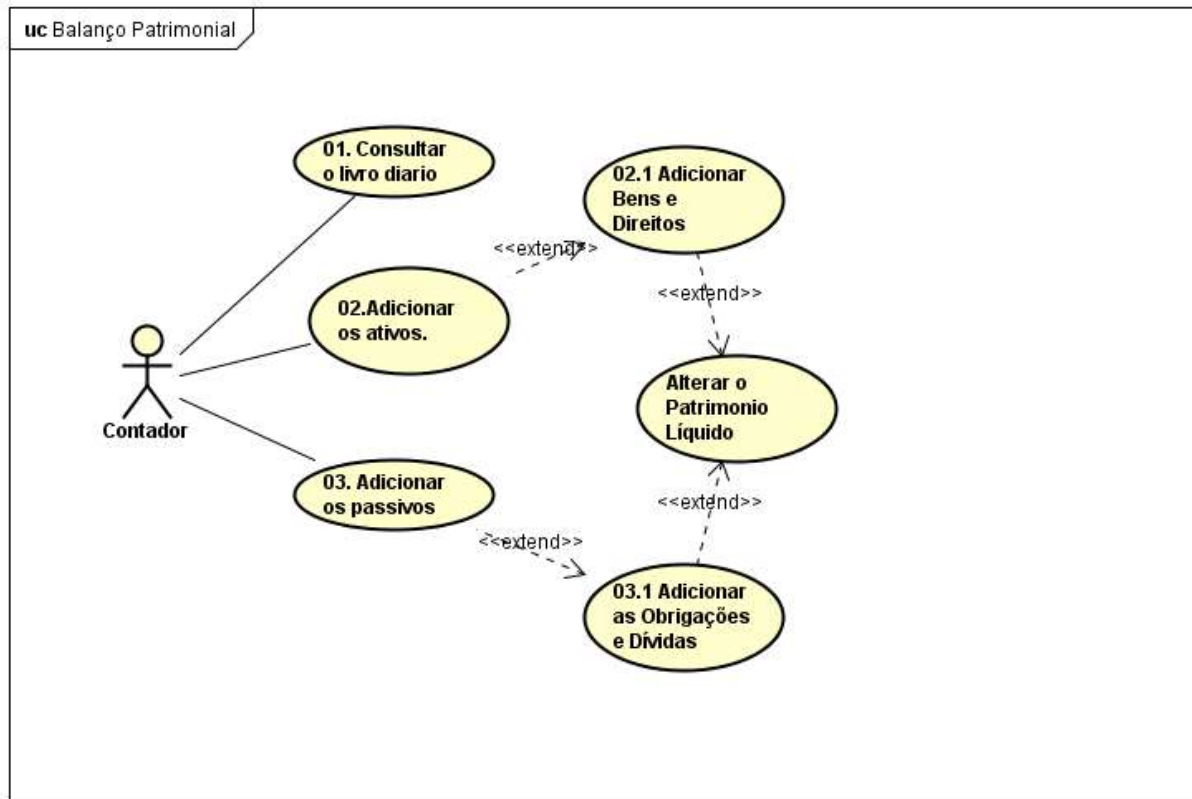 uc Balanço Patrimonial
01. Consultar
o livro diario
02.1 Adicionar
Bens e
Direitos
<<extend>>
<<extend>>
02.Adicionar
os ativos.
Alterar o
Patrimonio
Líquido
Contador
03. Adicionar
os passivos
<<extend>>
<<extend>>
03.1 Adicionar
as Obrigações
e Dívidas